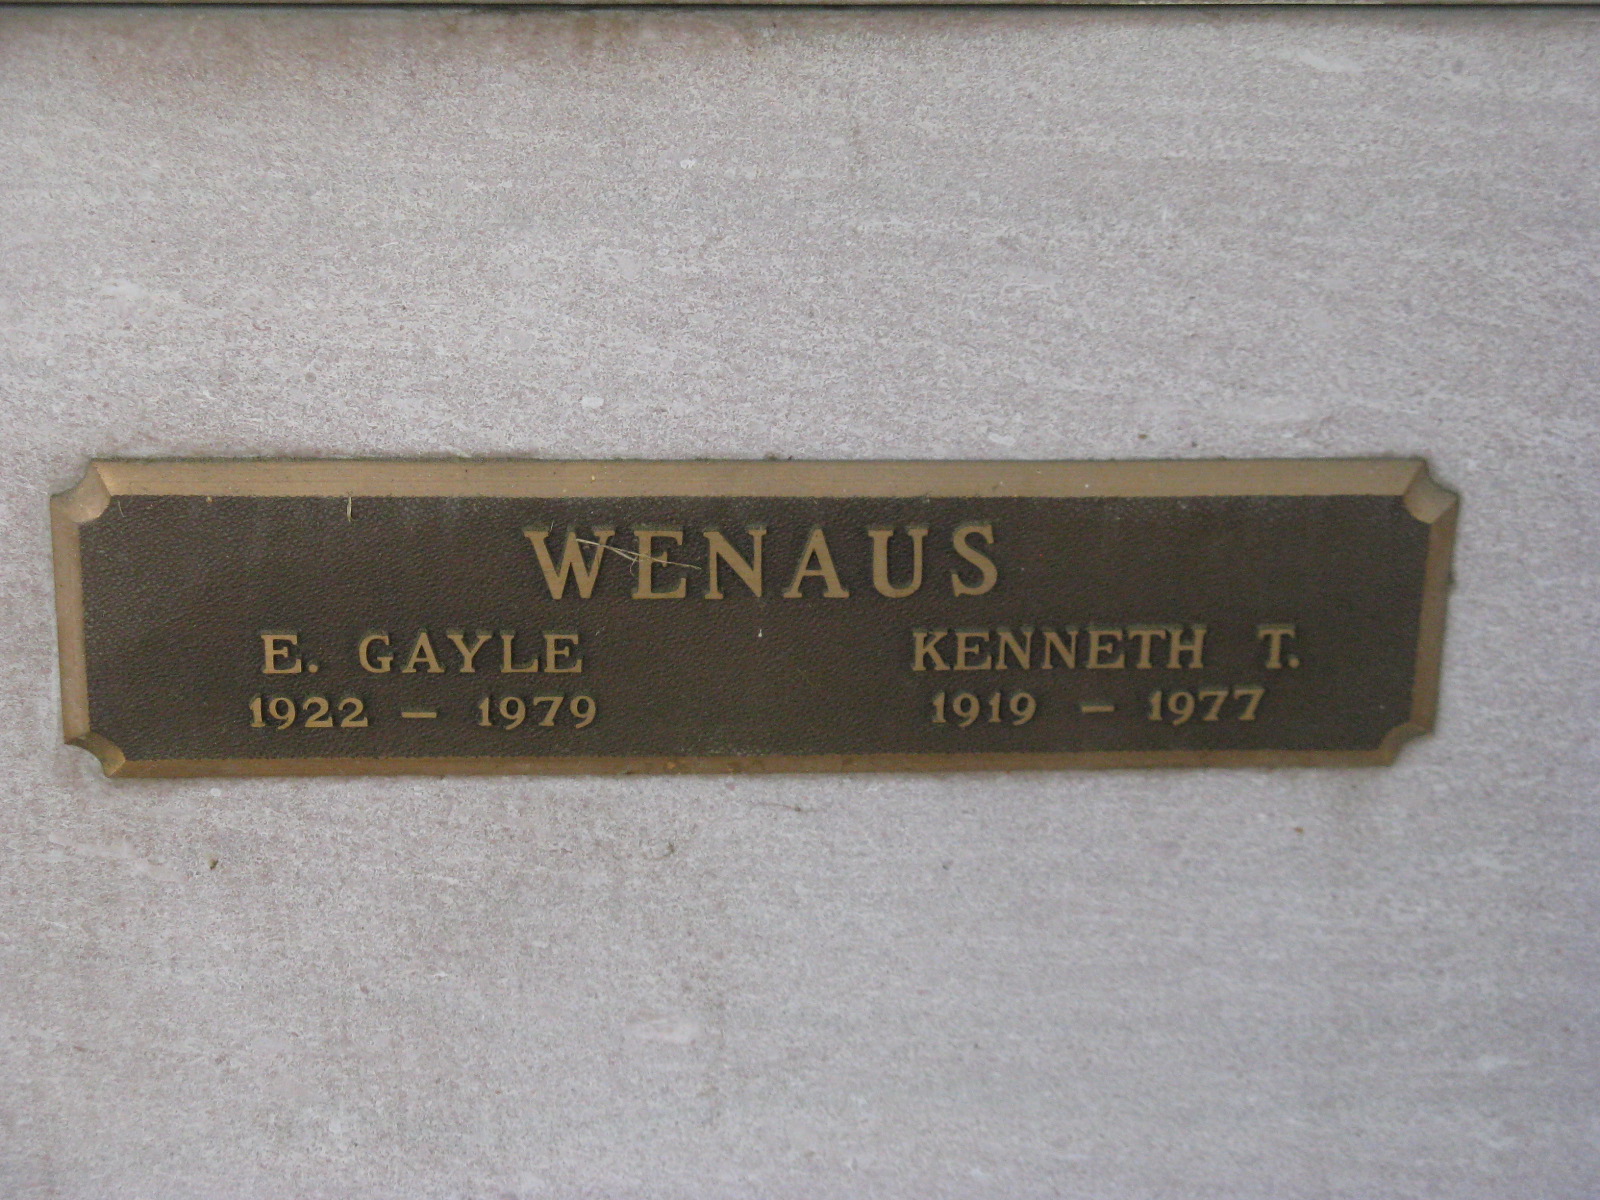 WENAUS
E. GAYLE KENNETH T.
1922 – 1979 1919 – 1977